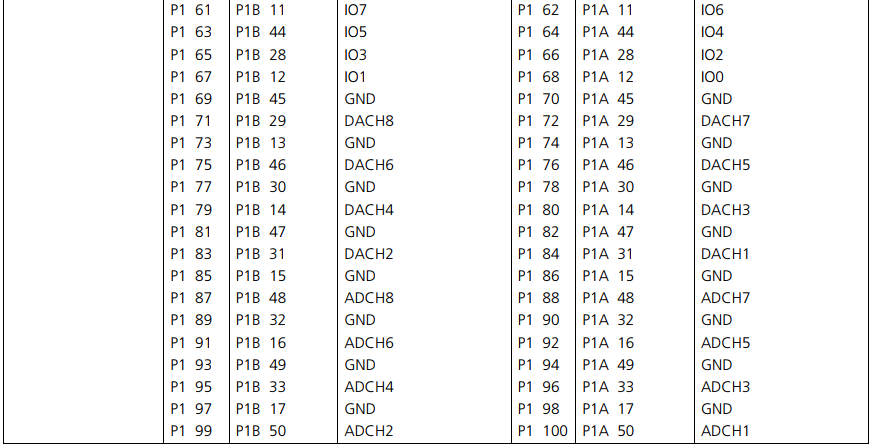 P1 61 P1B 11 IO7 P1 62 P1A 11 IO6
P1 63 P1B 44 IO5 P1 64 P1A 44 IO4
P1 65 P1B 28 IO3 P1 66 P1A 28 IO2
P1 67 P1B 12 IO1 P1 68 P1A 12 IO0
P1 69 P1B 45 GND P1 70 P1A 45 GND
P1 71 P1B 29 DACH8 P1 72 P1A 29 DACH7
P1 73 P1B 13 GND P1 74 P1A 13 GND
P1 75 P1B 46 DACH6 P1 76 P1A 46 DACH5
P1 77 P1B 30 GND P1 78 P1A 30 GND
P1 79 P1B 14 DACH4 P1 80 P1A 14 DACH3
P1 81 P1B 47 GND P1 82 P1A 47 GND
P1 83 P1B 31 DACH2 P1 84 P1A 31 DACH1
P1 85 P1B 15 GND P1 86 P1A 15 GND
P1 87 P1B 48 ADCH8 P1 88 P1A 48 ADCH7
P1 89 P1B 32 GND P1 90 P1A 32 GND
P1 91 P1B 16 ADCH6 P1 92 P1A 16 ADCH5
P1 93 P1B 49 GND P1 94 P1A 49 GND
P1 95 P1B 33 ADCH4 P1 96 P1A 33 ADCH3
P1 97 P1B 17 GND P1 98 P1A 17 GND
P1 99 P1B 50 ADCH2 P1 100 P1A 50 ADCH1